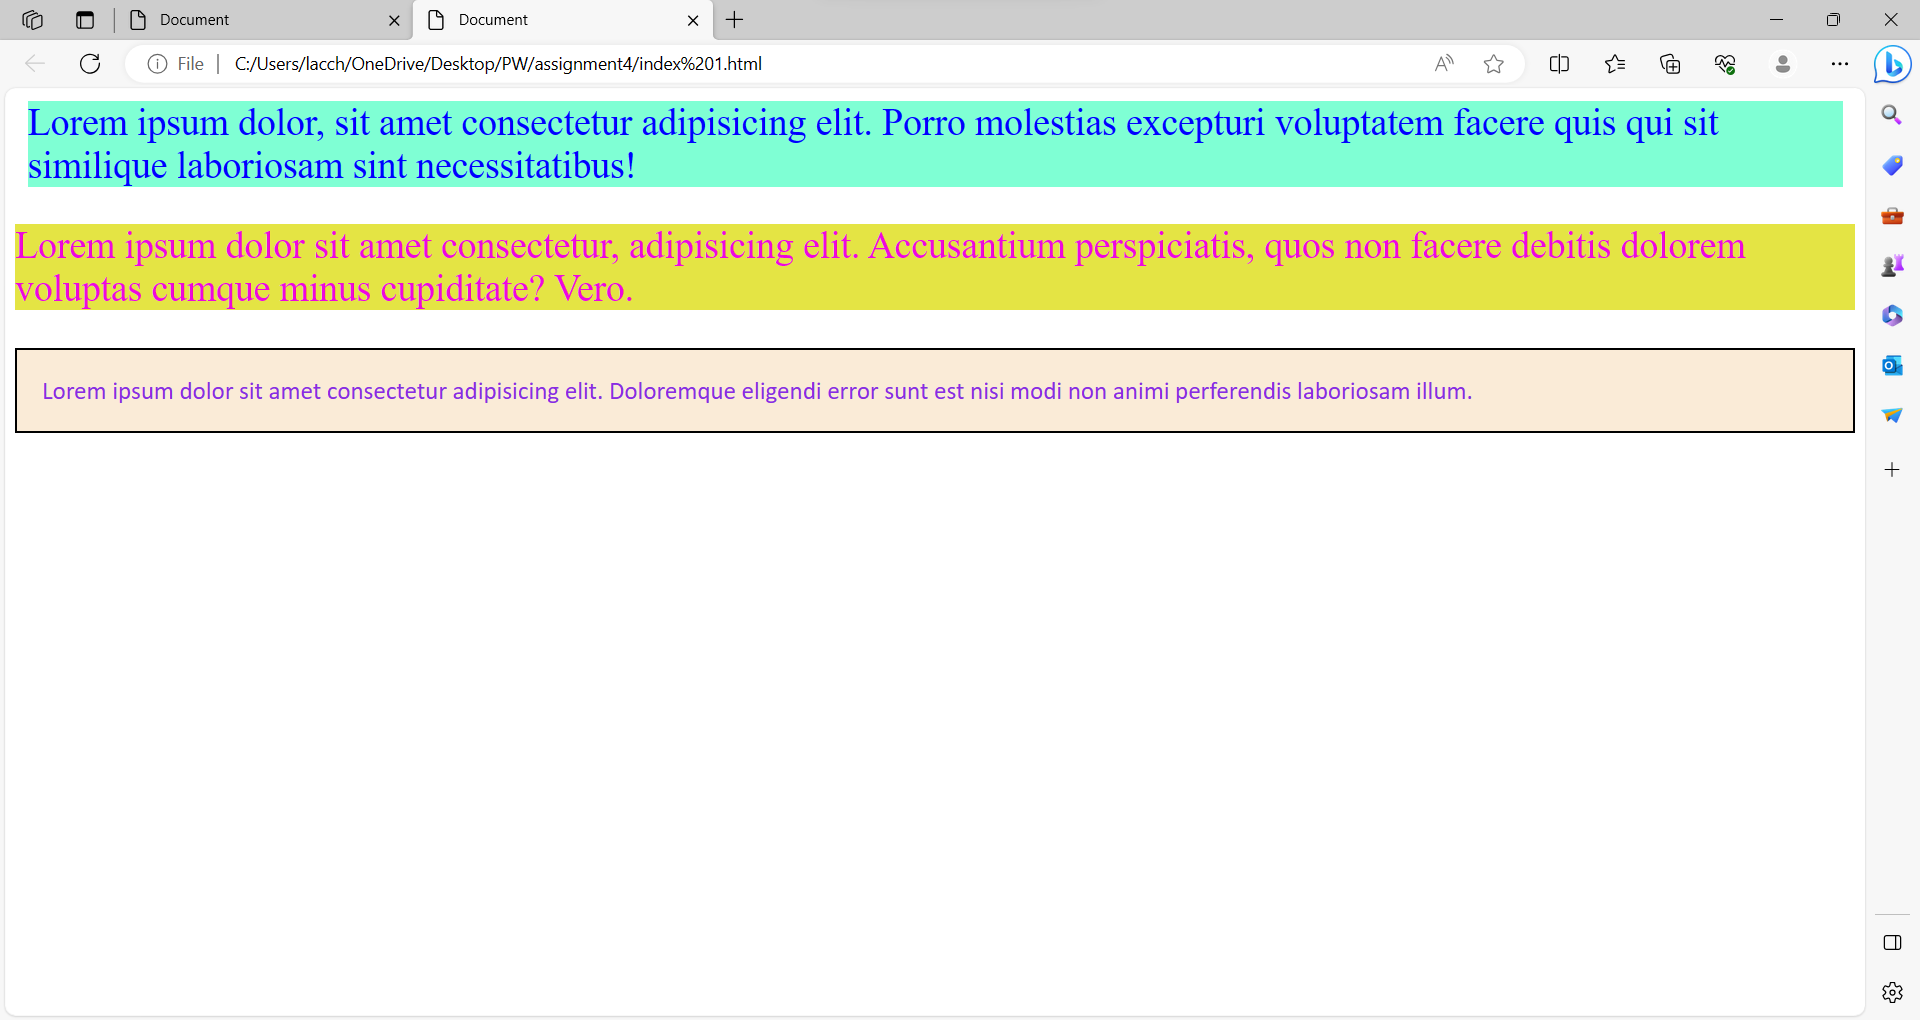 Document
Document
File
C:/Users/lacch/OneDrive/Desktop/PW/assignment4/index%201.html
Lorem ipsum dolor, sit amet consectetur adipisicing elit. Porro molestias excepturi voluptatem facere quis qui sit
similique laboriosam sint necessitatibus!
Lorem ipsum dolor sit amet consectetur, adipisicing elit. Accusantium perspiciatis, quos non facere debitis dolorem
voluptas cumque minus cupiditate? Vero.
Lorem ipsum dolor sit amet consectetur adipisicing elit. Doloremque eligendi error sunt est nisi modi non animi perferendis laboriosam illum.